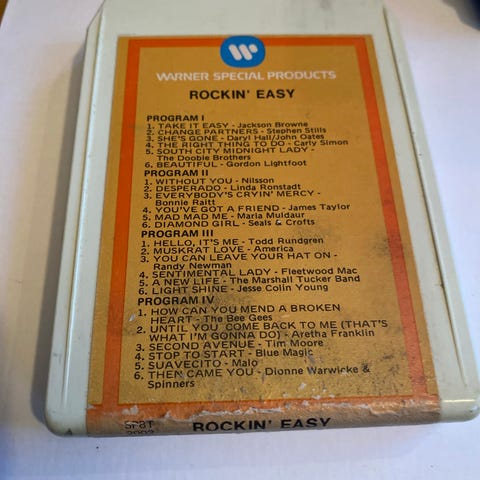 WARNER SPECIAL PRODUCTS
ROCKIN' EASY
PROGRAM I
1. TAKE IT EASY - Jackson Browne
2. CHANGE PARTNERS - Stephen Stills
3. SHE'S GONE - Daryl Hall/John Oates
4. THE RIGHT THING TO DO - Carly Simon
5. SOUTH CITY MIDNIGHT LADY -
The Doobie Brothers
6. BEAUTIFUL - Gordon Lightfoot
PROGRAM II
1. WITHOUT YOU - Nilsson
2. DESPERADO - Linda Ronstadt
3. EVERYBODY'S CRYIN' MERCY -
Bonnie Raitt
4. YOU'VE GOT A FRIEND - James Taylor
5. MAD MAD ME - Maria Muldaur
6. DIAMOND GIRL - Seals & Crofts
PROGRAM III
1. HELLO, IT'S ME - Todd Rundgren
2. MUSKRAT LOVE - America
3. YOU CAN LEAVE YOUR HAT ON -
Randy Newman
4. SENTIMENTAL LADY - Fleetwood Mac
5. A NEW LIFE - The Marshall Tucker Band
6. LIGHT SHINE - Jesse Colin Young
PROGRAM IV
1. HOW CAN YOU MEND A BROKEN
HEART - The Bee Gees
2. UNTIL YOU COME BACK TO ME (THAT'S
WHAT I'M GONNA DO) - Aretha Franklin
3. SECOND AVENUE - Tim Moore
4. STOP TO START - Blue Magic
5. SUAVECITO - Malo
6. THEN CAME YOU - Dionne Warwicke &
Spinners
ROCKIN' EASY